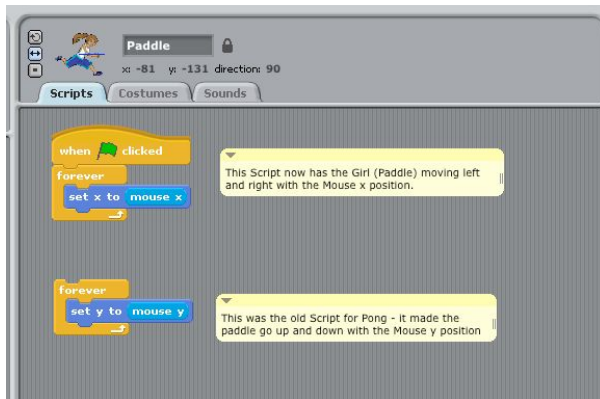 Paddle
x: -81 y: -131 direction: 90
Scripts Costumes Sounds
when clicked
forever
set x to mouse x
This Script now has the Girl (Paddle) moving left
and right with the Mouse x position.
forever
set y to mouse y
This was the old Script for Pong - it made the
paddle go up and down with the Mouse y position